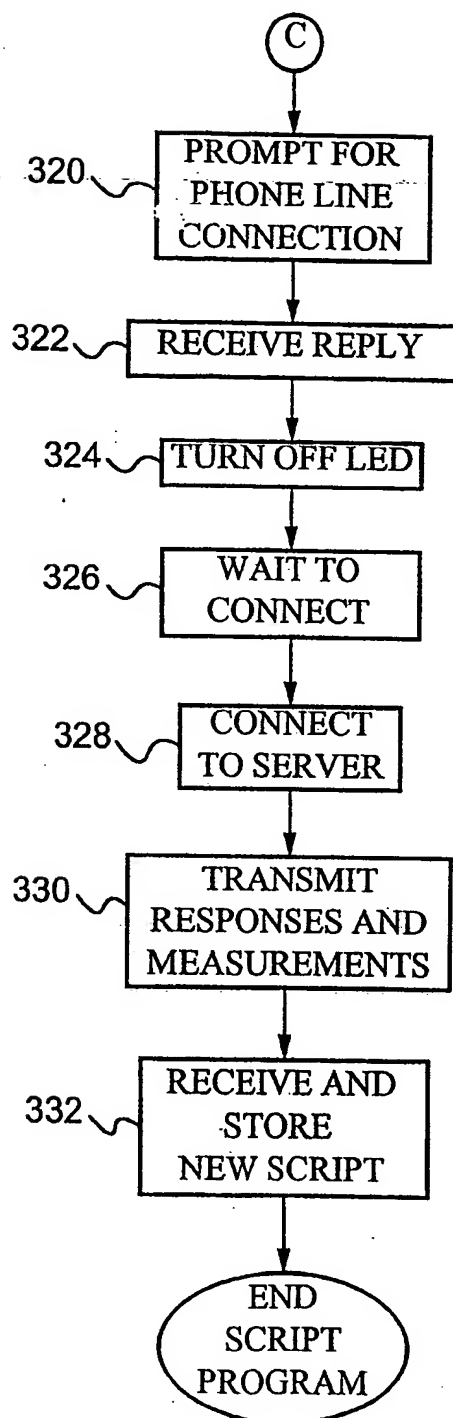 C
320
PROMPT FOR
PHONE LINE
CONNECTION
322
RECEIVE REPLY
324
TURN OFF LED
326
WAIT TO
CONNECT
328
CONNECT
TO SERVER
330
TRANSMIT
RESPONSES AND
MEASUREMENTS
332
RECEIVE AND
STORE
NEW SCRIPT
END
SCRIPT
PROGRAM